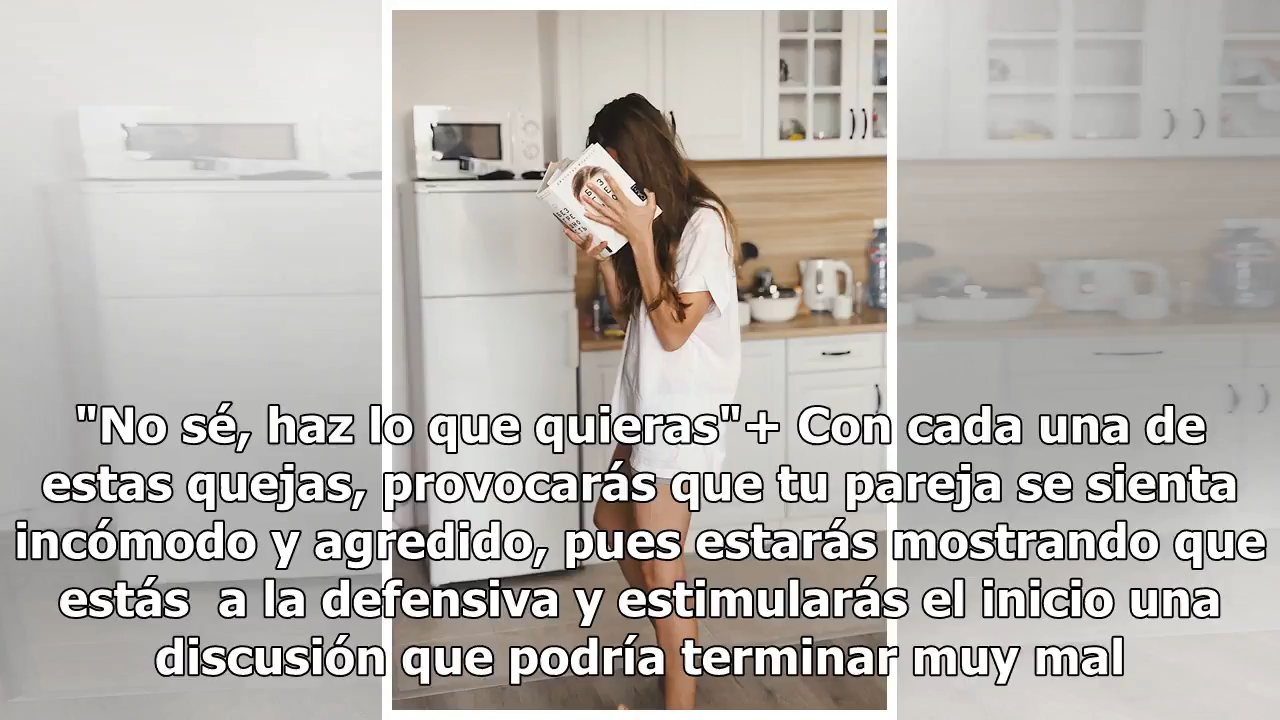 "No sé, haz lo que quieras"+ Con cada una de
estas quejas, provocarás que tu pareja se sienta
incómodo y agredido, pues estarás mostrando que
estás  a la defensiva y estimularás el inicio una
discusión que podría terminar muy mal